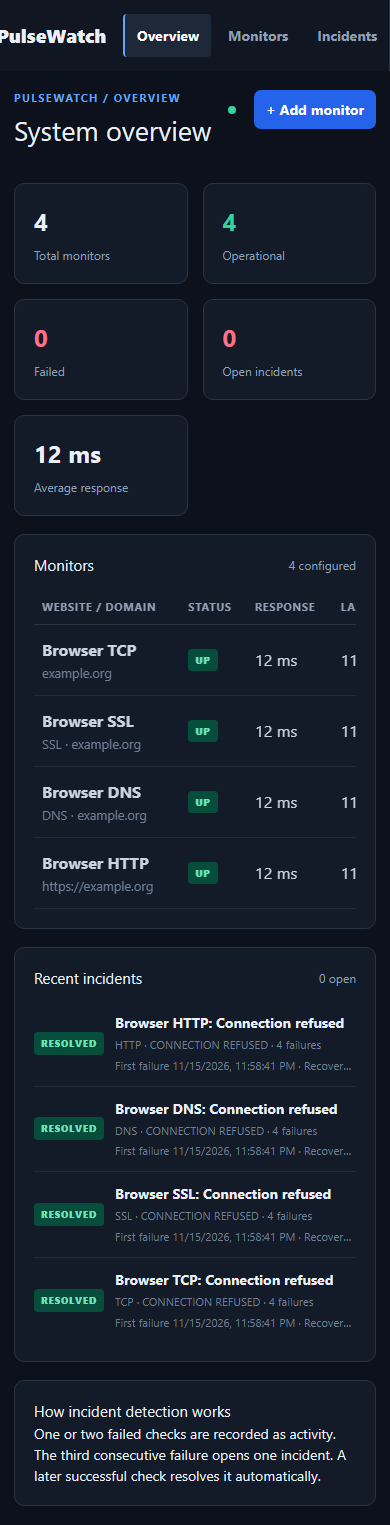 PulseWatch Overview Monitors Incidents
PULSEWATCH / OVERVIEW
System overview
+ Add monitor
4
Total monitors
4
Operational
0
Failed
0
Open incidents
12 ms
Average response
Monitors 4 configured
WEBSITE / DOMAIN STATUS RESPONSE LA
Browser TCP
example.org
UP 12 ms 11
Browser SSL
SSL · example.org
UP 12 ms 11
Browser DNS
DNS · example.org
UP 12 ms 11
Browser HTTP
https://example.org
UP 12 ms 11
Recent incidents 0 open
RESOLVED
Browser HTTP: Connection refused
HTTP · CONNECTION REFUSED · 4 failures
First failure 11/15/2026, 11:58:41 PM · Recover...
RESOLVED
Browser DNS: Connection refused
DNS · CONNECTION REFUSED · 4 failures
First failure 11/15/2026, 11:58:41 PM · Recover...
RESOLVED
Browser SSL: Connection refused
SSL · CONNECTION REFUSED · 4 failures
First failure 11/15/2026, 11:58:41 PM · Recover...
RESOLVED
Browser TCP: Connection refused
TCP · CONNECTION REFUSED · 4 failures
First failure 11/15/2026, 11:58:41 PM · Recover...
How incident detection works
One or two failed checks are recorded as activity.
The third consecutive failure opens one incident. A
later successful check resolves it automatically.